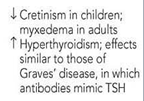 ↓ Cretinism in children;
myxedema in adults
↑ Hyperthyroidism; effects
similar to those of
Graves' disease, in which
antibodies mimic TSH